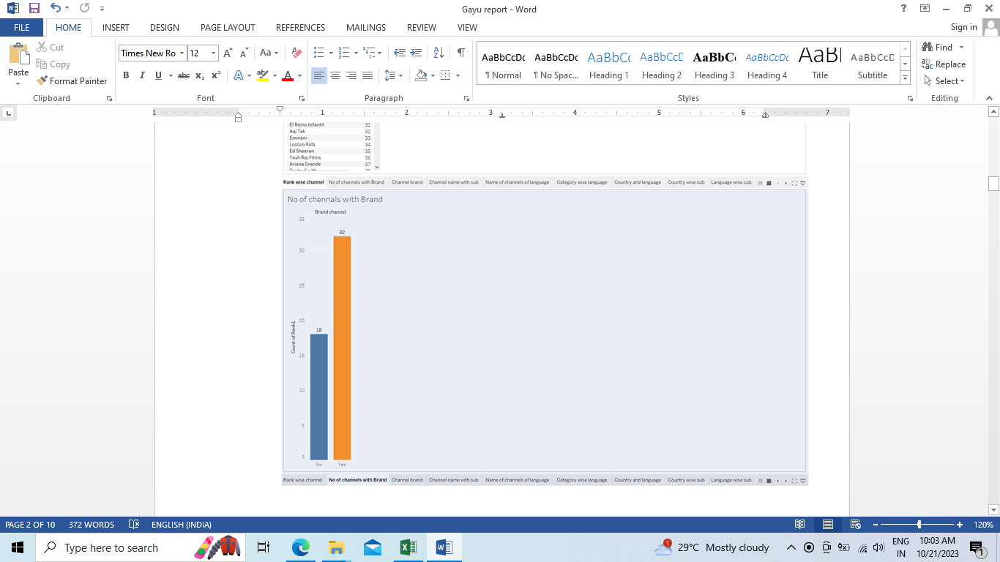 Gayu report - Word
FILE HOME INSERT DESIGN PAGE LAYOUT REFERENCES MAILINGS REVIEW VIEW Sign in
Paste
Cut
Copy
Format Painter
Clipboard
Times New Ro 12
Font
Paragraph
AaBbCcDc AaBbCcDc AaBbC AaBbCcD AaBbC AaBbCcDc AaBl AaBbCcD
¶ Normal ¶ No Spac... Heading 1 Heading 2 Heading 3 Heading 4 Title Subtitle
Styles
Find
Replace
Select
Editing
1 1 2 3 4 5 6 7
El Reino Infantil 31
Aaj Tak 32
Eminem 33
LooLoo Kids 34
Ed Sheeran 35
Yash Raj Films 36
Ariana Grande 37
Rank wise channel No of channels with Brand Channel brand Channel name with sub Name of channels of language Category wise language Country and language Country wise sub Language wise sub
No of chennals with Brand
Brand channel
35
32
30
25
20
18
Count of Rank1
15
10
5
0
No Yes
Rank wise channel No of channels with Brand Channel brand Channel name with sub Name of channels of language Category wise language Country and language Country wise sub Language wise sub
PAGE 2 OF 10 372 WORDS ENGLISH (INDIA) 120%
Type here to search
1
29°C Mostly cloudy
ENG
IN
10:03 AM
10/21/2023
1